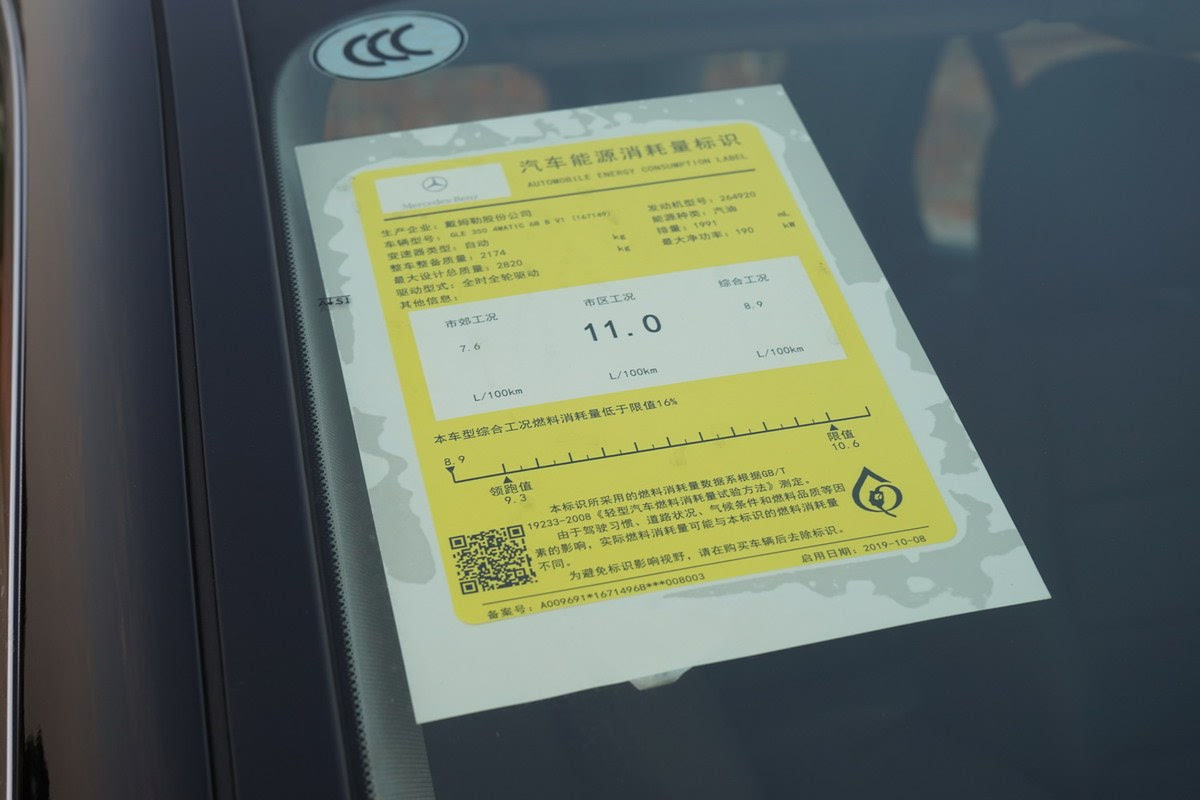 CCC
Mercedes-Benz
汽车能源消耗量标识
AUTOMOBILE ENERGY CONSUMPTION LABEL
生产企业: 戴姆勒股份公司
车辆型号: GLE 350 4MATIC 6B B V1 (167149)
变速器类型: 自动
整车整备质量: 2174 kg
最大设计总质量: 2820 kg
驱动型式: 全时全轮驱动
其他信息:
发动机型号: 264920
能源种类: 汽油
排量: 1991 mL
最大净功率: 190 kW
市郊工况
7.6
L/100km
市区工况
11.0
L/100km
综合工况
8.9
L/100km
本车型综合工况燃料消耗量低于限值16%
8.9
领跑值
9.3
限值
10.6
本标识所采用的燃料消耗量数据系根据GB/T
19233-2008《轻型汽车燃料消耗量试验方法》测定。
由于驾驶习惯、道路状况、气候条件和燃料品质等因
素的影响，实际燃料消耗量可能与本标识的燃料消耗量
不同。
为避免标识影响视野，请在购买车辆后去除标识。
备案号: A009691*1671496B***008003
启用日期: 2019-10-08